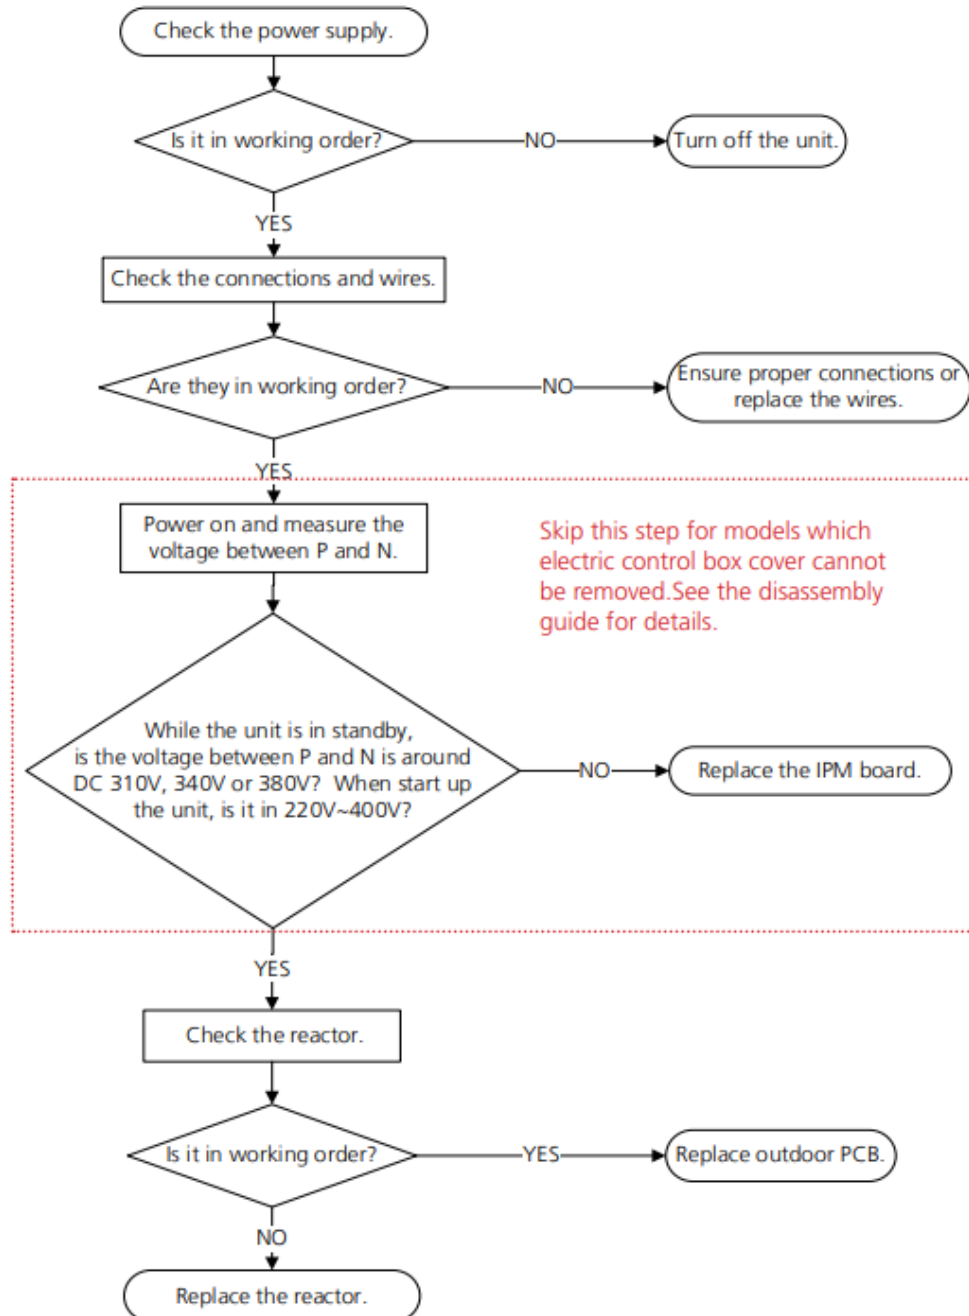 Check the power supply.
Is it in working order?
NO
Turn off the unit.
YES
Check the connections and wires.
Are they in working order?
NO
Ensure proper connections or
replace the wires.
YES
Power on and measure the
voltage between P and N.
Skip this step for models which
electric control box cover cannot
be removed.See the disassembly
guide for details.
While the unit is in standby,
is the voltage between P and N is around
DC 310V, 340V or 380V? When start up
the unit, is it in 220V~400V?
NO
Replace the IPM board.
YES
Check the reactor.
Is it in working order?
YES
Replace outdoor PCB.
NO
Replace the reactor.